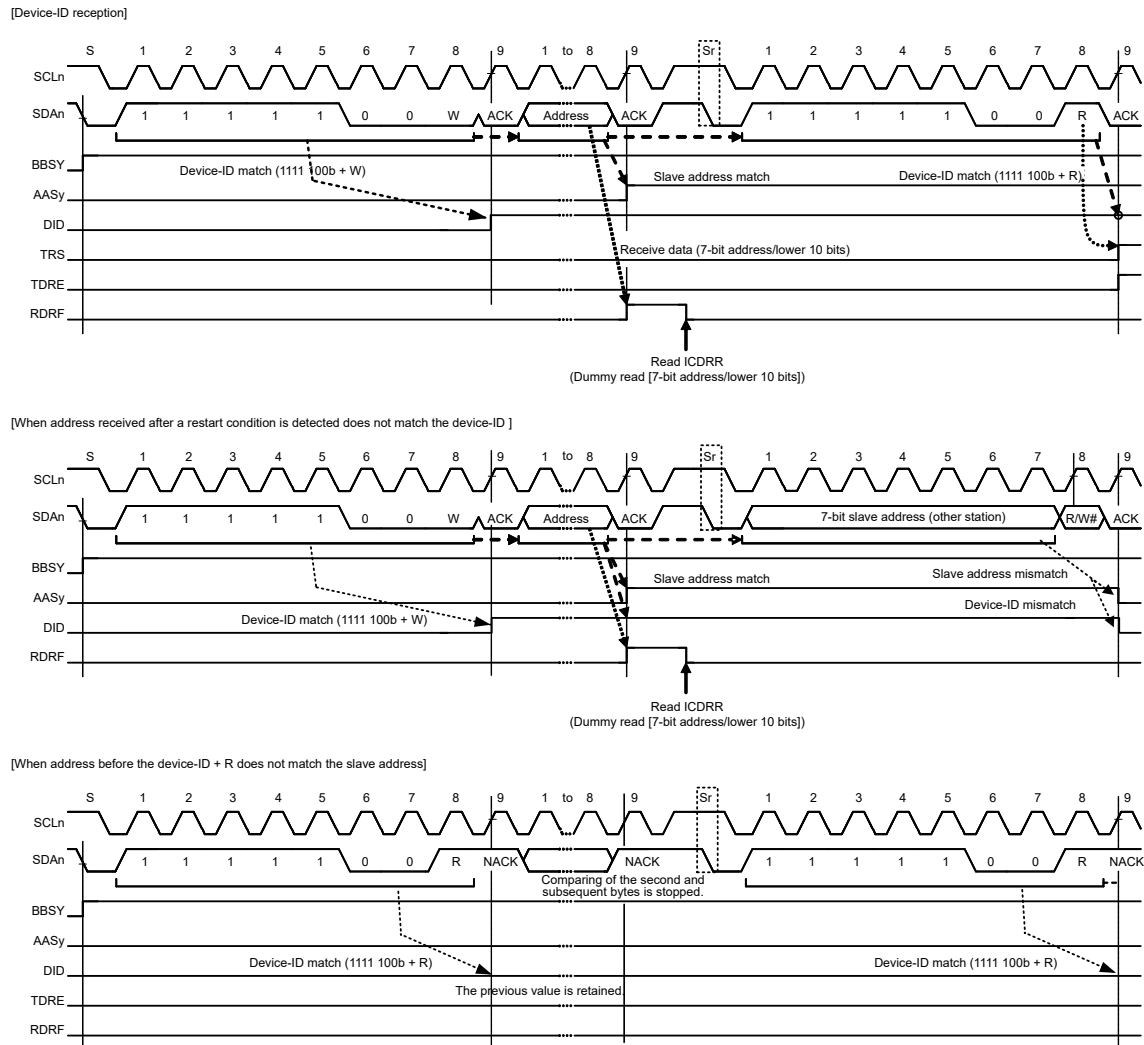 [Device-ID reception]
S 1 2 3 4 5 6 7 8 9 1 to 8 9 Sr 1 2 3 4 5 6 7 8 9
SCLn
SDAn 1 1 1 1 1 0 0 W ACK Address ACK 1 1 1 1 1 0 0 R ACK
BBSY
Device-ID match (1111 100b + W) Slave address match Device-ID match (1111 100b + R)
AASy
DID
TRS Receive data (7-bit address/lower 10 bits)
TDRE
RDRF
Read ICDRR
(Dummy read [7-bit address/lower 10 bits])
[When address received after a restart condition is detected does not match the device-ID ]
S 1 2 3 4 5 6 7 8 9 1 to 8 9 Sr 1 2 3 4 5 6 7 8 9
SCLn
SDAn 1 1 1 1 1 0 0 W ACK Address ACK 7-bit slave address (other station) R/W# ACK
BBSY
Slave address match Slave address mismatch
AASy
Device-ID match (1111 100b + W) Device-ID mismatch
DID
RDRF
Read ICDRR
(Dummy read [7-bit address/lower 10 bits])
[When address before the device-ID + R does not match the slave address]
S 1 2 3 4 5 6 7 8 9 1 to 8 9 Sr 1 2 3 4 5 6 7 8 9
SCLn
SDAn 1 1 1 1 1 0 0 R NACK NACK 1 1 1 1 1 0 0 R NACK
Comparing of the second and
subsequent bytes is stopped.
BBSY
AASy
Device-ID match (1111 100b + R) Device-ID match (1111 100b + R)
DID
The previous value is retained.
TDRE
RDRF